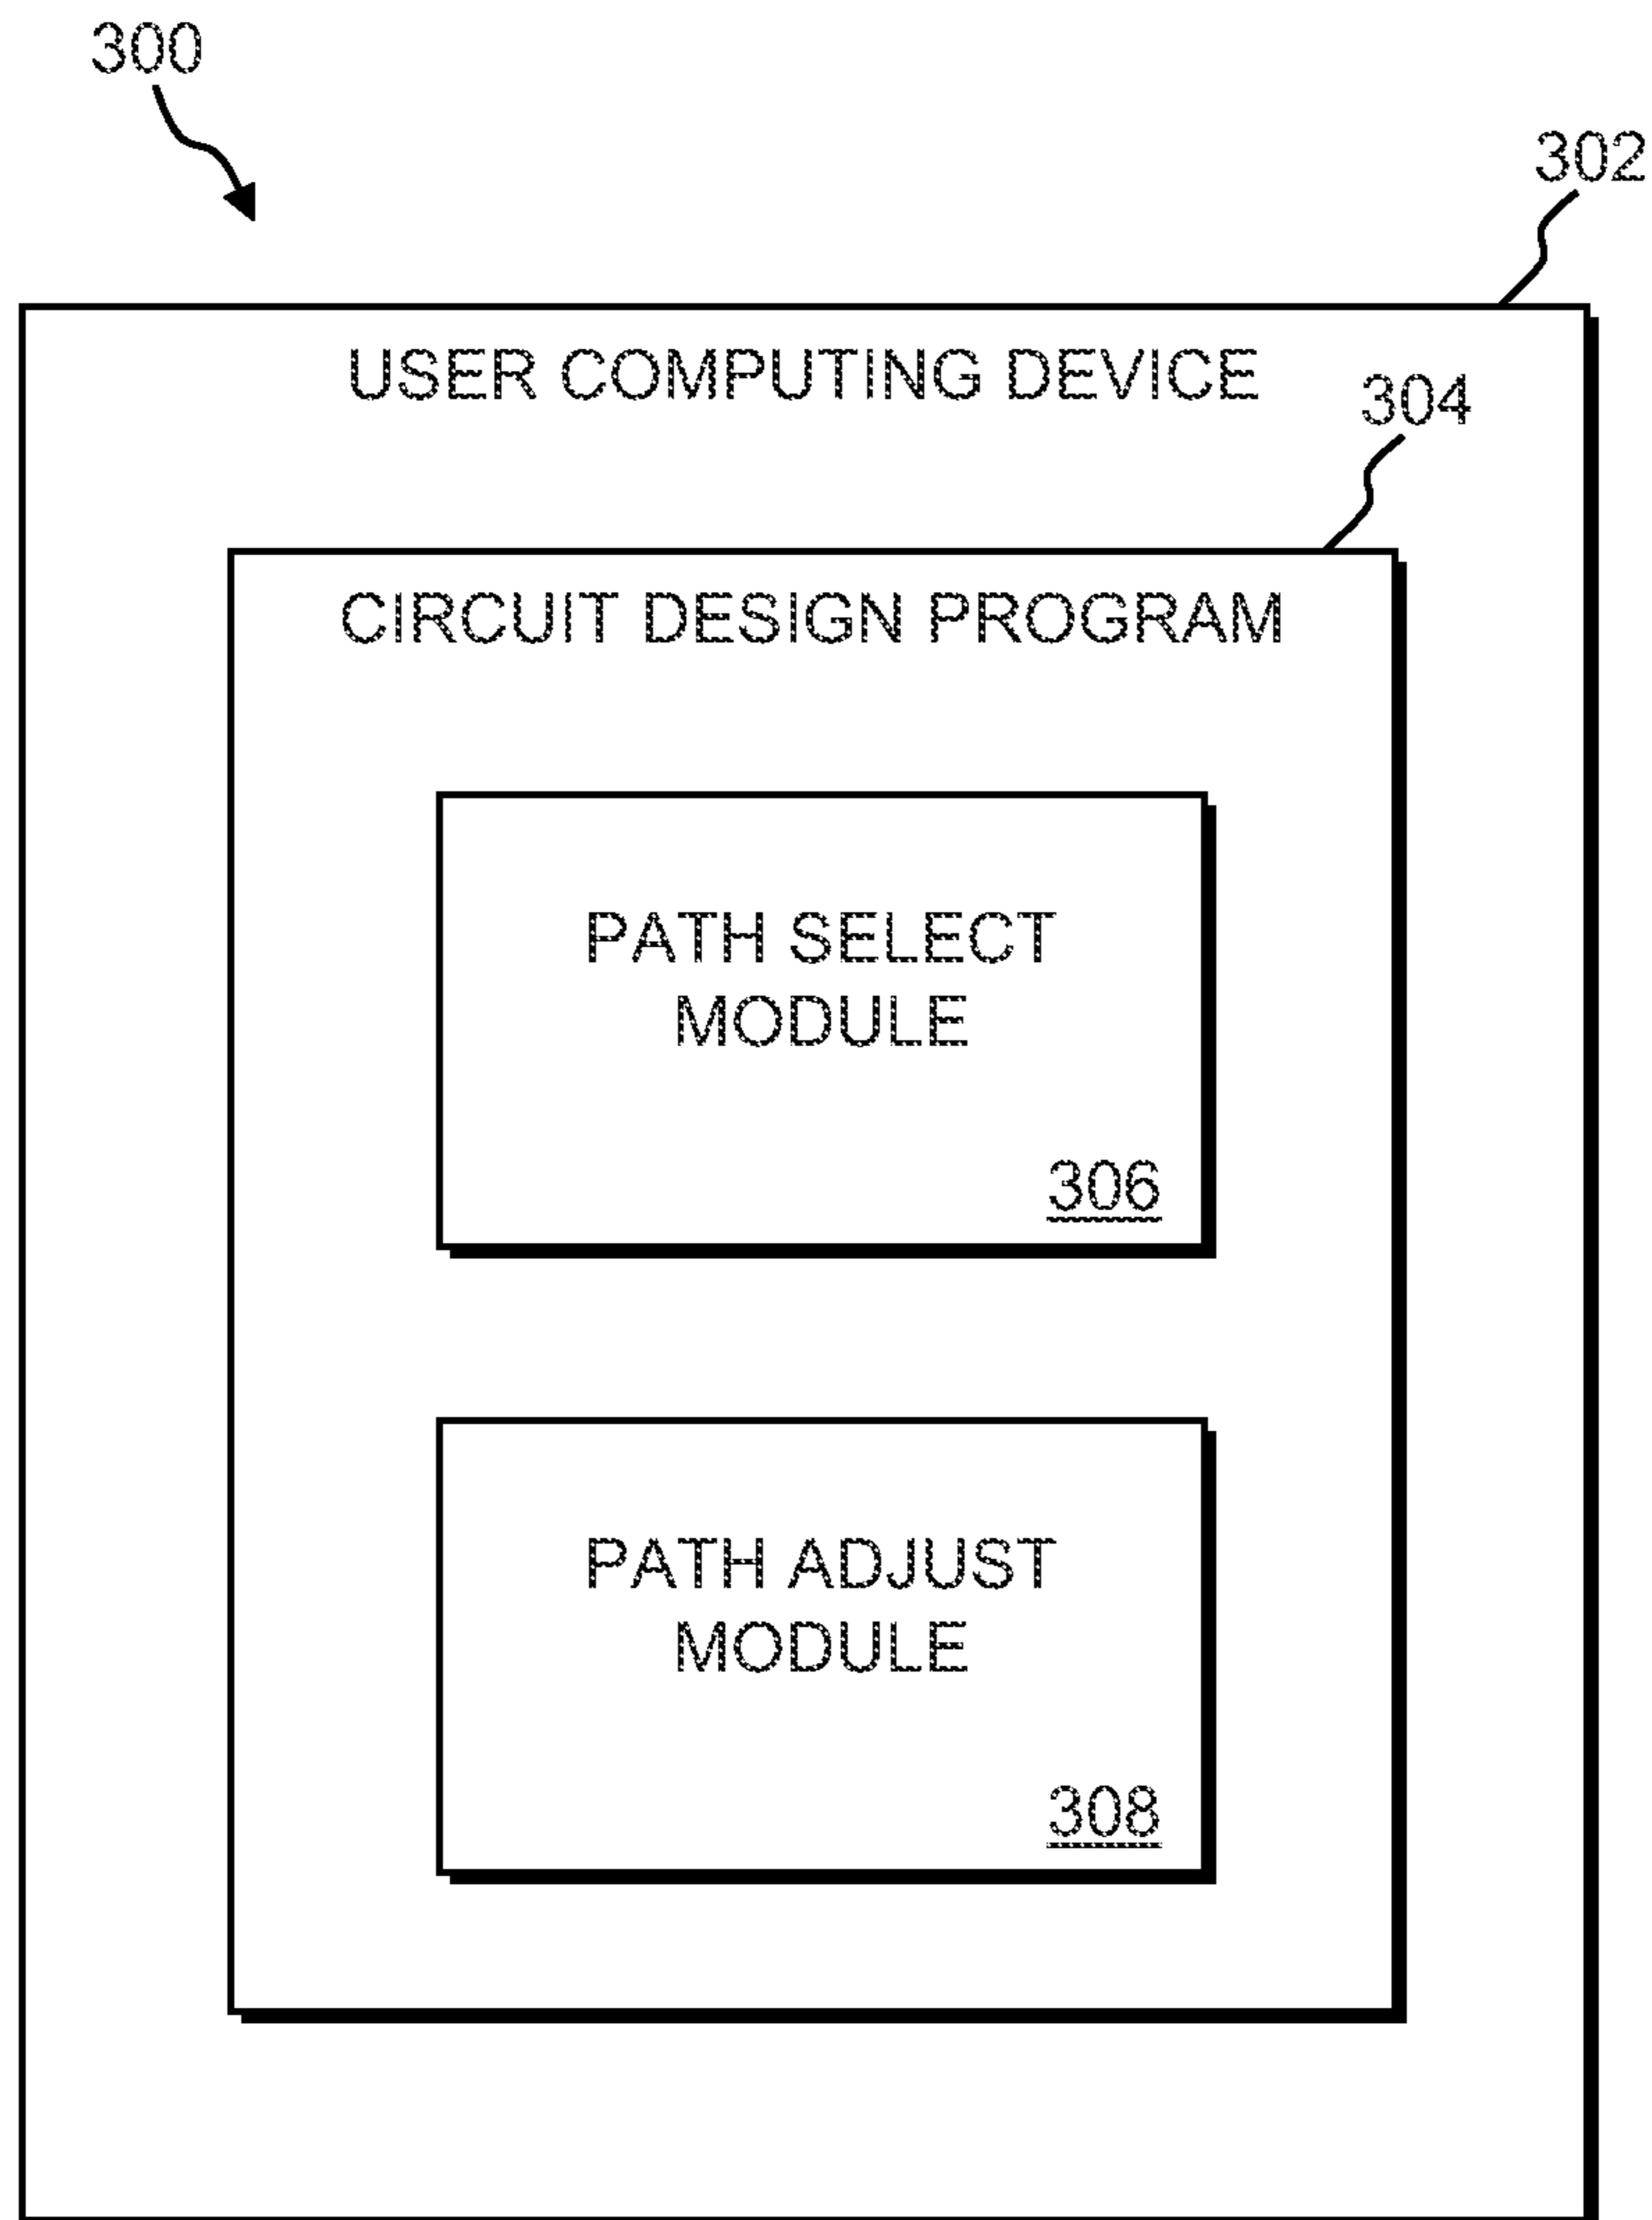 300
302
USER COMPUTING DEVICE
304
CIRCUIT DESIGN PROGRAM
PATH SELECT
MODULE
306
PATH ADJUST
MODULE
308